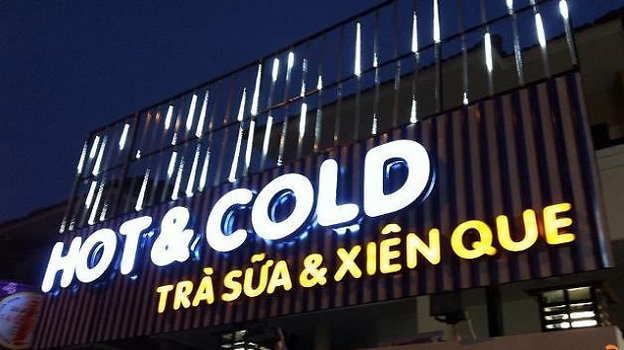 HOT & COLD
TRÀ SỮA & XIÊN QUE